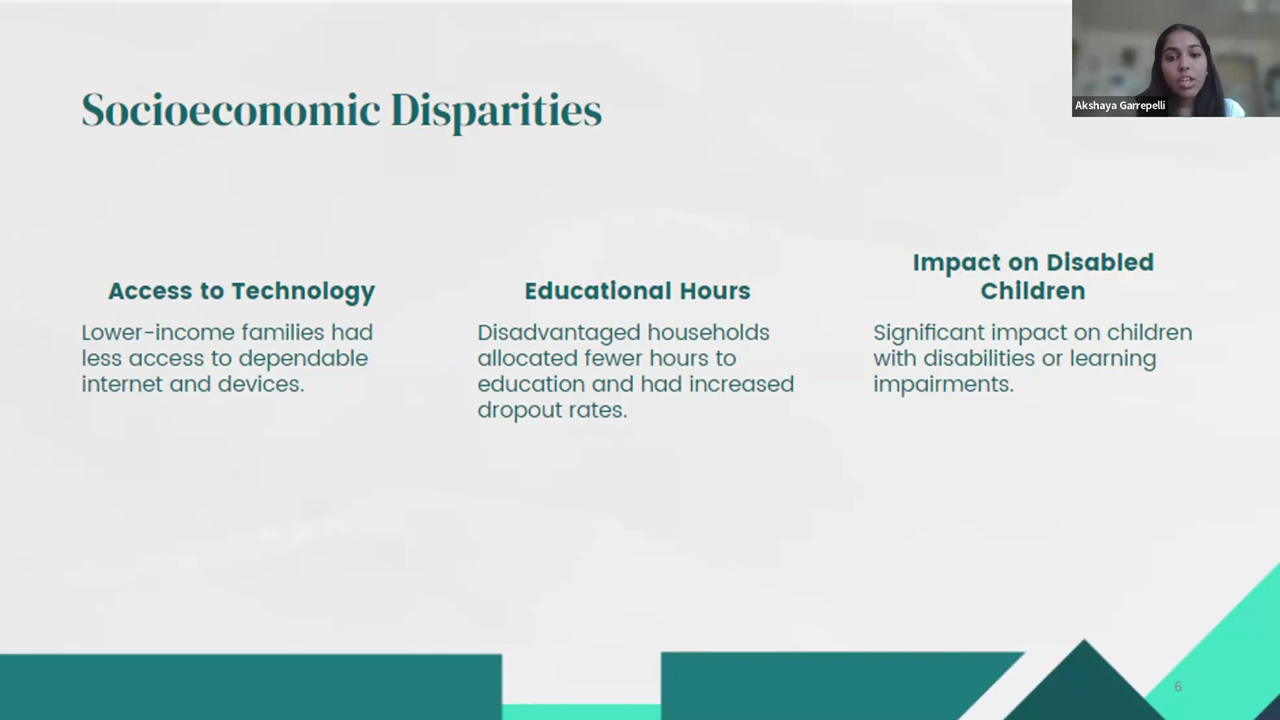 Akshaya Garrepelli
Socioeconomic Disparities
Access to Technology
Lower-income families had
less access to dependable
internet and devices.
Educational Hours
Disadvantaged households
allocated fewer hours to
education and had increased
dropout rates.
Impact on Disabled
Children
Significant impact on children
with disabilities or learning
impairments.
6